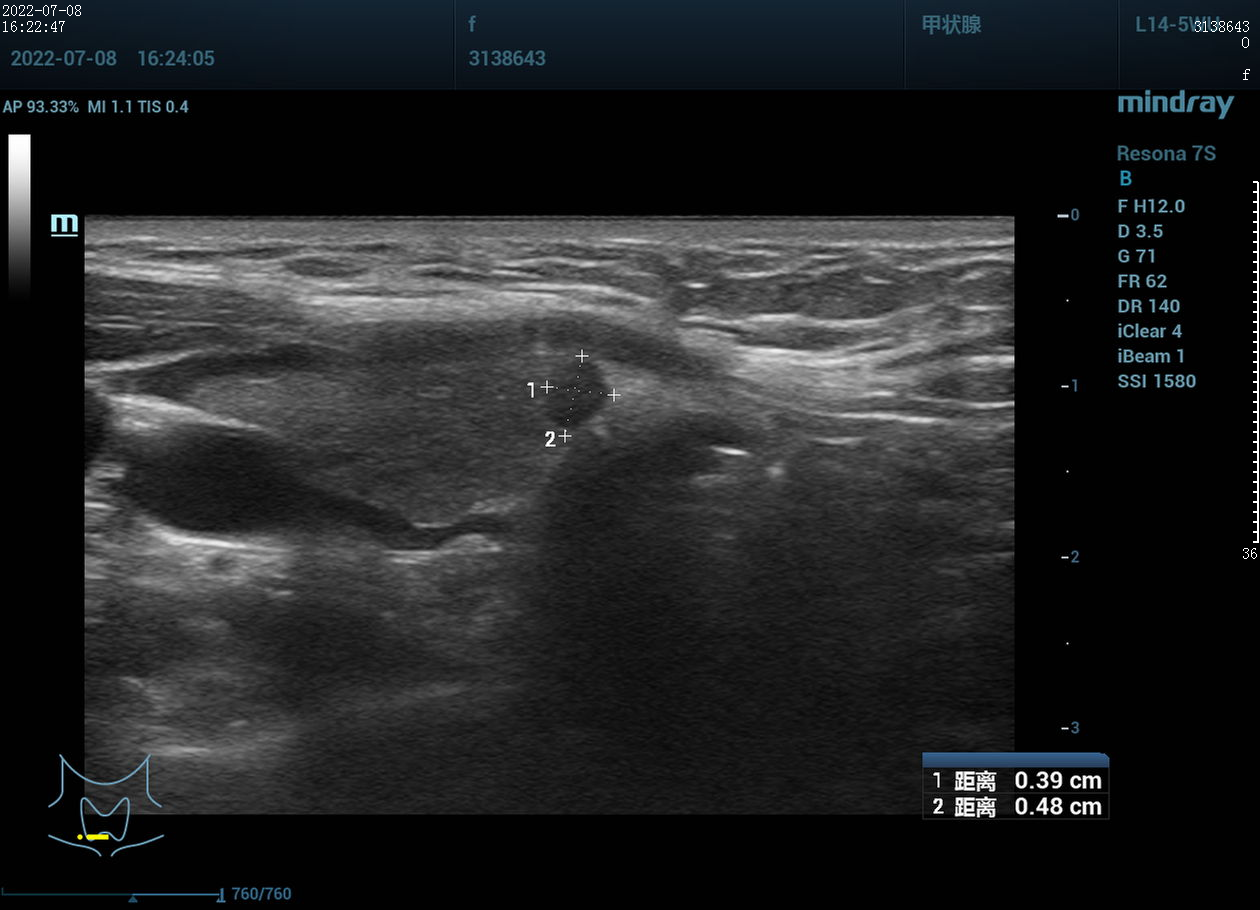 2022-07-08
16:22:47
2022-07-08 16:24:05
f
3138643
甲状腺
L14-5W
3138643
0
f
AP 93.33% MI 1.1 TIS 0.4
mindray
Resona 7S
B
F H12.0
D 3.5
G 71
FR 62
DR 140
iClear 4
iBeam 1
SSI 1580
m
0
1
2
3
36
1
2
1 距离 0.39 cm
2 距离 0.48 cm
760/760